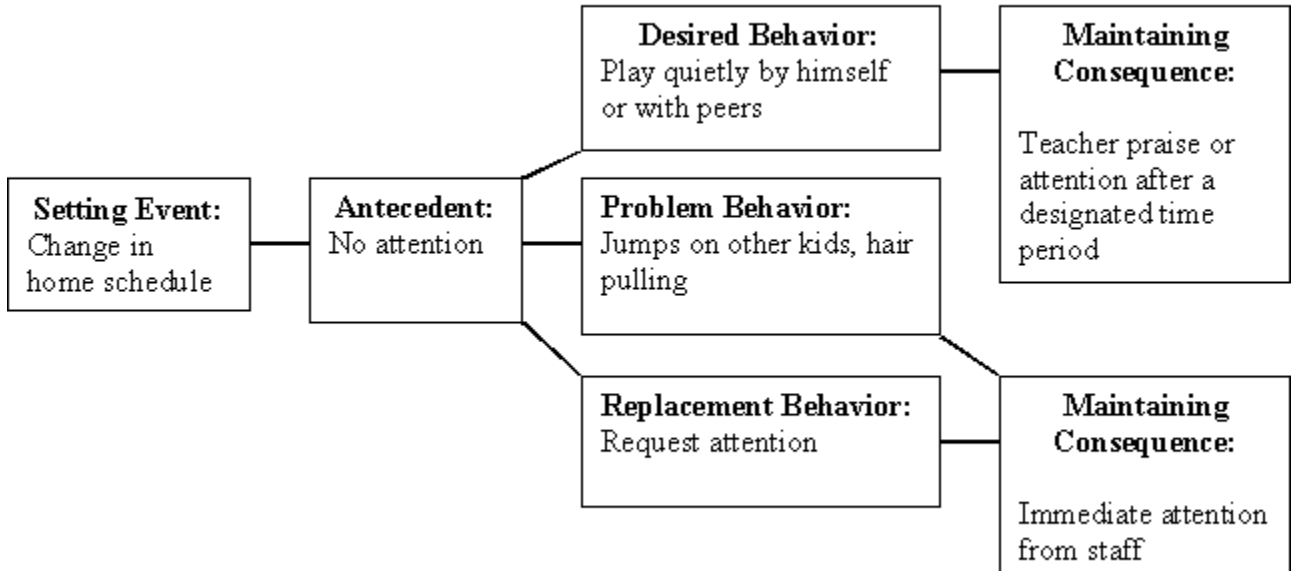 Setting Event:
Change in
home schedule
Antecedent:
No attention
Desired Behavior:
Play quietly by himself
or with peers
Maintaining
Consequence:
Teacher praise or
attention after a
designated time
period
Problem Behavior:
Jumps on other kids, hair
pulling
Replacement Behavior:
Request attention
Maintaining
Consequence:
Immediate attention
from staff